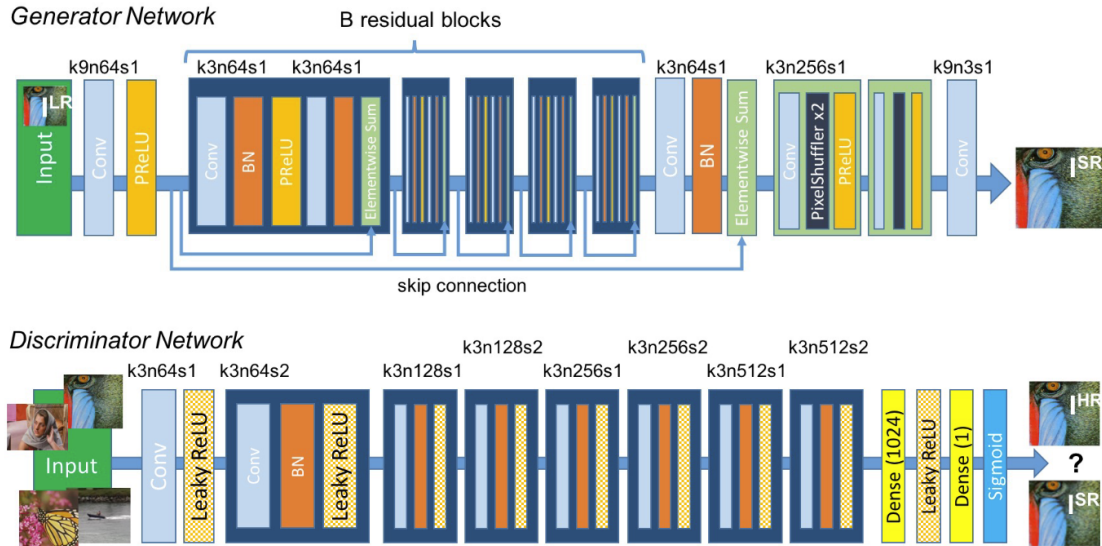 Generator Network
B residual blocks
k9n64s1
k3n64s1
k3n64s1
k3n64s1
k3n256s1
k9n3s1
I^LR
Input
Conv
PReLU
Conv
BN
PReLU
Elementwise Sum
Conv
BN
Elementwise Sum
Conv
PixelShuffler x2
PReLU
Conv
I^SR
skip connection
Discriminator Network
k3n64s1
k3n64s2
k3n128s1
k3n128s2
k3n256s1
k3n256s2
k3n512s1
k3n512s2
Input
Conv
Leaky ReLU
Conv
BN
Leaky ReLU
Dense (1024)
Leaky ReLU
Dense (1)
Sigmoid
I^HR
?
I^SR